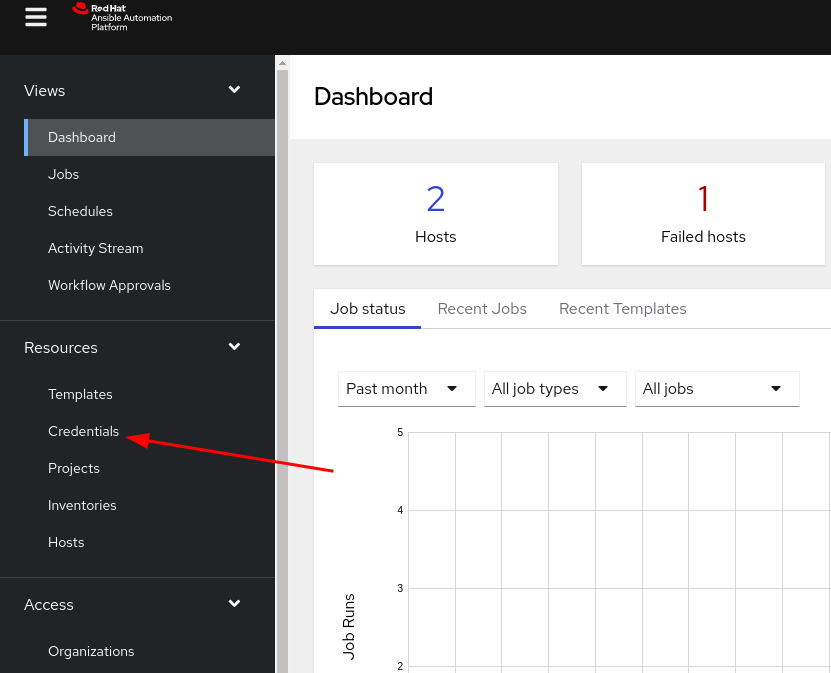 Red Hat
Ansible Automation
Platform
Views
Dashboard
Jobs
Schedules
Activity Stream
Workflow Approvals
Resources
Templates
Credentials
Projects
Inventories
Hosts
Access
Organizations
Dashboard
2
Hosts
1
Failed hosts
Job status Recent Jobs Recent Templates
Past month All job types All jobs
5
4
3
2
Job Runs